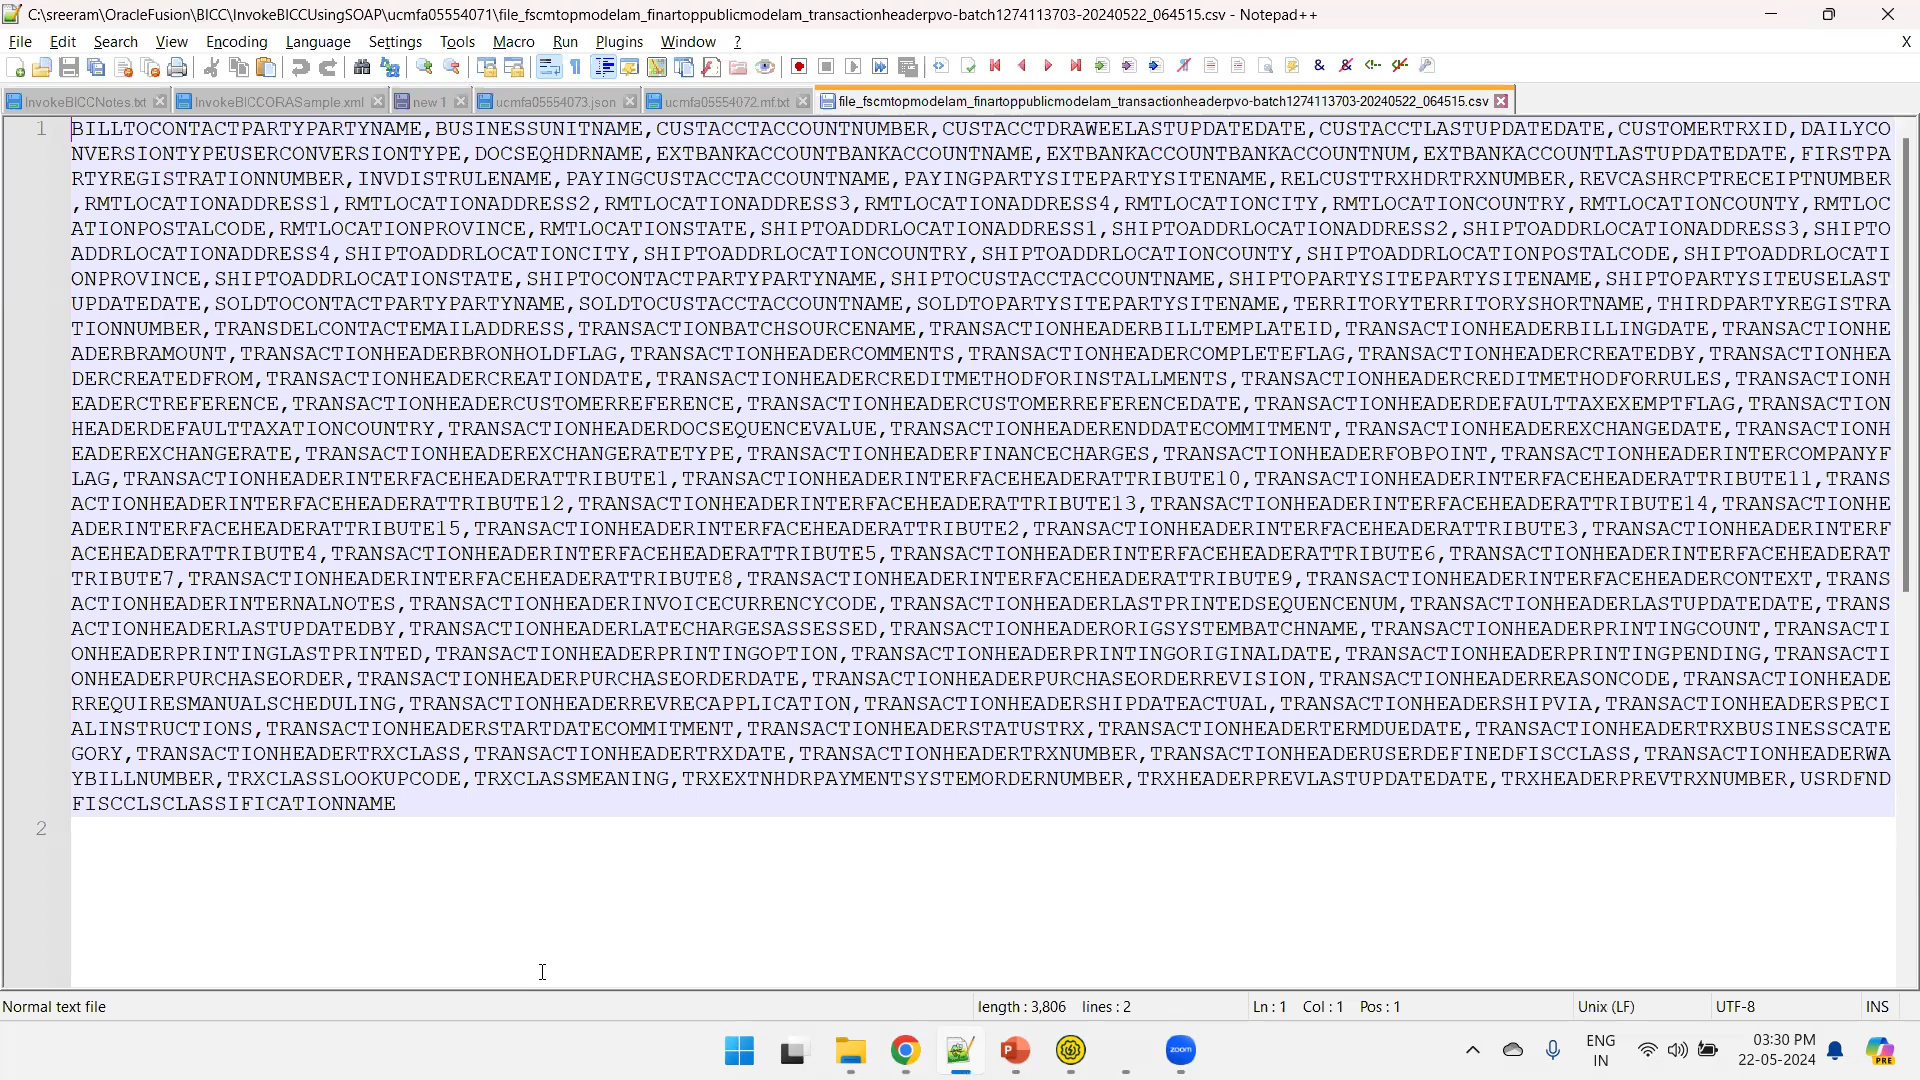 C:\sreeram\OracleFusion\BICC\InvokeBICCUsingSOAP\ucmfa05554071\file_fscmtopmodelam_finartoppublicmodelam_transactionheaderpvo-batch1274113703-20240522_064515.csv - Notepad++
File Edit Search View Encoding Language Settings Tools Macro Run Plugins Window ? X
InvokeBICCNotes.txt InvokeBICCORASample.xml new 1 ucmfa05554073.json ucmfa05554072.mf.txt file_fscmtopmodelam_finartoppublicmodelam_transactionheaderpvo-batch1274113703-20240522_064515.csv
1 BILLTOCONTACTPARTYPARTYNAME,BUSINESSUNITNAME,CUSTACCTACCOUNTNUMBER,CUSTACCTDRAWEELASTUPDATEDATE,CUSTACCTLASTUPDATEDATE,CUSTOMERTRXID,DAILYCO
NVERSIONTYPEUSERCONVERSIONTYPE,DOCSEQHDRNAME,EXTBANKACCOUNTBANKACCOUNTNAME,EXTBANKACCOUNTBANKACCOUNTNUM,EXTBANKACCOUNTLASTUPDATEDATE,FIRSTPA
RTYREGISTRATIONNUMBER,INVDISTRULENAME,PAYINGCUSTACCTACCOUNTNAME,PAYINGPARTYSITEPARTYSITENAME,RELCUSTTRXHDRTRXNUMBER,REVCASHRCPTRECEIPTNUMBER
,RMTLOCATIONADDRESS1,RMTLOCATIONADDRESS2,RMTLOCATIONADDRESS3,RMTLOCATIONADDRESS4,RMTLOCATIONCITY,RMTLOCATIONCOUNTRY,RMTLOCATIONCOUNTY,RMTLOC
ATIONPOSTALCODE,RMTLOCATIONPROVINCE,RMTLOCATIONSTATE,SHIPTOADDRLOCATIONADDRESS1,SHIPTOADDRLOCATIONADDRESS2,SHIPTOADDRLOCATIONADDRESS3,SHIPTO
ADDRLOCATIONADDRESS4,SHIPTOADDRLOCATIONCITY,SHIPTOADDRLOCATIONCOUNTRY,SHIPTOADDRLOCATIONCOUNTY,SHIPTOADDRLOCATIONPOSTALCODE,SHIPTOADDRLOCATI
ONPROVINCE,SHIPTOADDRLOCATIONSTATE,SHIPTOCONTACTPARTYPARTYNAME,SHIPTOCUSTACCTACCOUNTNAME,SHIPTOPARTYSITEPARTYSITENAME,SHIPTOPARTYSITEUSELAST
UPDATEDATE,SOLDTOCONTACTPARTYPARTYNAME,SOLDTOCUSTACCTACCOUNTNAME,SOLDTOPARTYSITEPARTYSITENAME,TERRITORYTERRITORYSHORTNAME,THIRDPARTYREGISTRA
TIONNUMBER,TRANSDELCONTACTEMAILADDRESS,TRANSACTIONBATCHSOURCENAME,TRANSACTIONHEADERBILLTEMPLATEID,TRANSACTIONHEADERBILLINGDATE,TRANSACTIONHE
ADERBRAMOUNT,TRANSACTIONHEADERBRONHOLDFLAG,TRANSACTIONHEADERCOMMENTS,TRANSACTIONHEADERCOMPLETEFLAG,TRANSACTIONHEADERCREATEDBY,TRANSACTIONHEA
DERCREATEDFROM,TRANSACTIONHEADERCREATIONDATE,TRANSACTIONHEADERCREDITMETHODFORINSTALLMENTS,TRANSACTIONHEADERCREDITMETHODFORRULES,TRANSACTIONH
EADERCTREFERENCE,TRANSACTIONHEADERCUSTOMERREFERENCE,TRANSACTIONHEADERCUSTOMERREFERENCEDATE,TRANSACTIONHEADERDEFAULTTAXEXEMPTFLAG,TRANSACTION
HEADERDEFAULTTAXATIONCOUNTRY,TRANSACTIONHEADERDOCSEQUENCEVALUE,TRANSACTIONHEADERENDDATECOMMITMENT,TRANSACTIONHEADEREXCHANGEDATE,TRANSACTIONH
EADEREXCHANGERATE,TRANSACTIONHEADEREXCHANGERATETYPE,TRANSACTIONHEADERFINANCECHARGES,TRANSACTIONHEADERFOBPOINT,TRANSACTIONHEADERINTERCOMPANYF
LAG,TRANSACTIONHEADERINTERFACEHEADERATTRIBUTE1,TRANSACTIONHEADERINTERFACEHEADERATTRIBUTE10,TRANSACTIONHEADERINTERFACEHEADERATTRIBUTE11,TRANS
ACTIONHEADERINTERFACEHEADERATTRIBUTE12,TRANSACTIONHEADERINTERFACEHEADERATTRIBUTE13,TRANSACTIONHEADERINTERFACEHEADERATTRIBUTE14,TRANSACTIONHE
ADERINTERFACEHEADERATTRIBUTE15,TRANSACTIONHEADERINTERFACEHEADERATTRIBUTE2,TRANSACTIONHEADERINTERFACEHEADERATTRIBUTE3,TRANSACTIONHEADERINTERF
ACEHEADERATTRIBUTE4,TRANSACTIONHEADERINTERFACEHEADERATTRIBUTE5,TRANSACTIONHEADERINTERFACEHEADERATTRIBUTE6,TRANSACTIONHEADERINTERFACEHEADERAT
TRIBUTE7,TRANSACTIONHEADERINTERFACEHEADERATTRIBUTE8,TRANSACTIONHEADERINTERFACEHEADERATTRIBUTE9,TRANSACTIONHEADERINTERFACEHEADERCONTEXT,TRANS
ACTIONHEADERINTERNALNOTES,TRANSACTIONHEADERINVOICECURRENCYCODE,TRANSACTIONHEADERLASTPRINTEDSEQUENCENUM,TRANSACTIONHEADERLASTUPDATEDATE,TRANS
ACTIONHEADERLASTUPDATEDBY,TRANSACTIONHEADERLATECHARGESASSESSED,TRANSACTIONHEADERORIGSYSTEMBATCHNAME,TRANSACTIONHEADERPRINTINGCOUNT,TRANSACTI
ONHEADERPRINTINGLASTPRINTED,TRANSACTIONHEADERPRINTINGOPTION,TRANSACTIONHEADERPRINTINGORIGINALDATE,TRANSACTIONHEADERPRINTINGPENDING,TRANSACTI
ONHEADERPURCHASEORDER,TRANSACTIONHEADERPURCHASEORDERDATE,TRANSACTIONHEADERPURCHASEORDERREVISION,TRANSACTIONHEADERREASONCODE,TRANSACTIONHEADE
RREQUIRESMANUALSCHEDULING,TRANSACTIONHEADERREVRECAPPLICATION,TRANSACTIONHEADERSHIPDATEACTUAL,TRANSACTIONHEADERSHIPVIA,TRANSACTIONHEADERSPECI
ALINSTRUCTIONS,TRANSACTIONHEADERSTARTDATECOMMITMENT,TRANSACTIONHEADERSTATUSTRX,TRANSACTIONHEADERTERMDUEDATE,TRANSACTIONHEADERTRXBUSINESSCATE
GORY,TRANSACTIONHEADERTRXCLASS,TRANSACTIONHEADERTRXDATE,TRANSACTIONHEADERTRXNUMBER,TRANSACTIONHEADERUSERDEFINEDFISCCLASS,TRANSACTIONHEADERWA
YBILLNUMBER,TRXCLASSLOOKUPCODE,TRXCLASSMEANING,TRXEXTNHDRPAYMENTSYSTEMORDERNUMBER,TRXHEADERPREVLASTUPDATEDATE,TRXHEADERPREVTRXNUMBER,USRDFND
FISCCLSCLASSIFICATIONNAME
2
Normal text file length : 3,806 lines : 2 Ln : 1 Col : 1 Pos : 1 Unix (LF) UTF-8 INS
zoom
ENG
IN
03:30 PM
22-05-2024
PRE